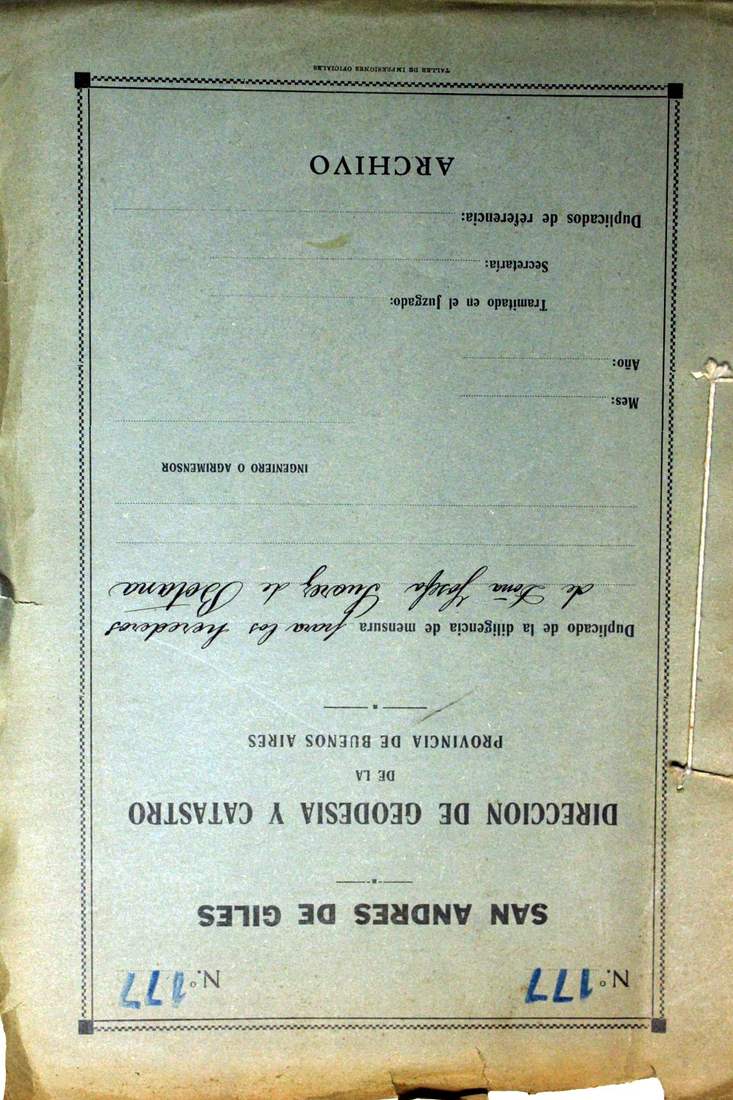 N.º 177 N.º 177
SAN ANDRES DE GILES
DIRECCION DE GEODESIA Y CATASTRO
DE LA
PROVINCIA DE BUENOS AIRES
Duplicado de la diligencia de mensura para los herederos
de Doña Josefa Suarez de Botana
INGENIERO O AGRIMENSOR
Mes:
Año:
Tramitado en el Juzgado:
Secretaria:
Duplicados de referencia:
ARCHIVO
TALLER DE IMPRESIONES OFICIALES